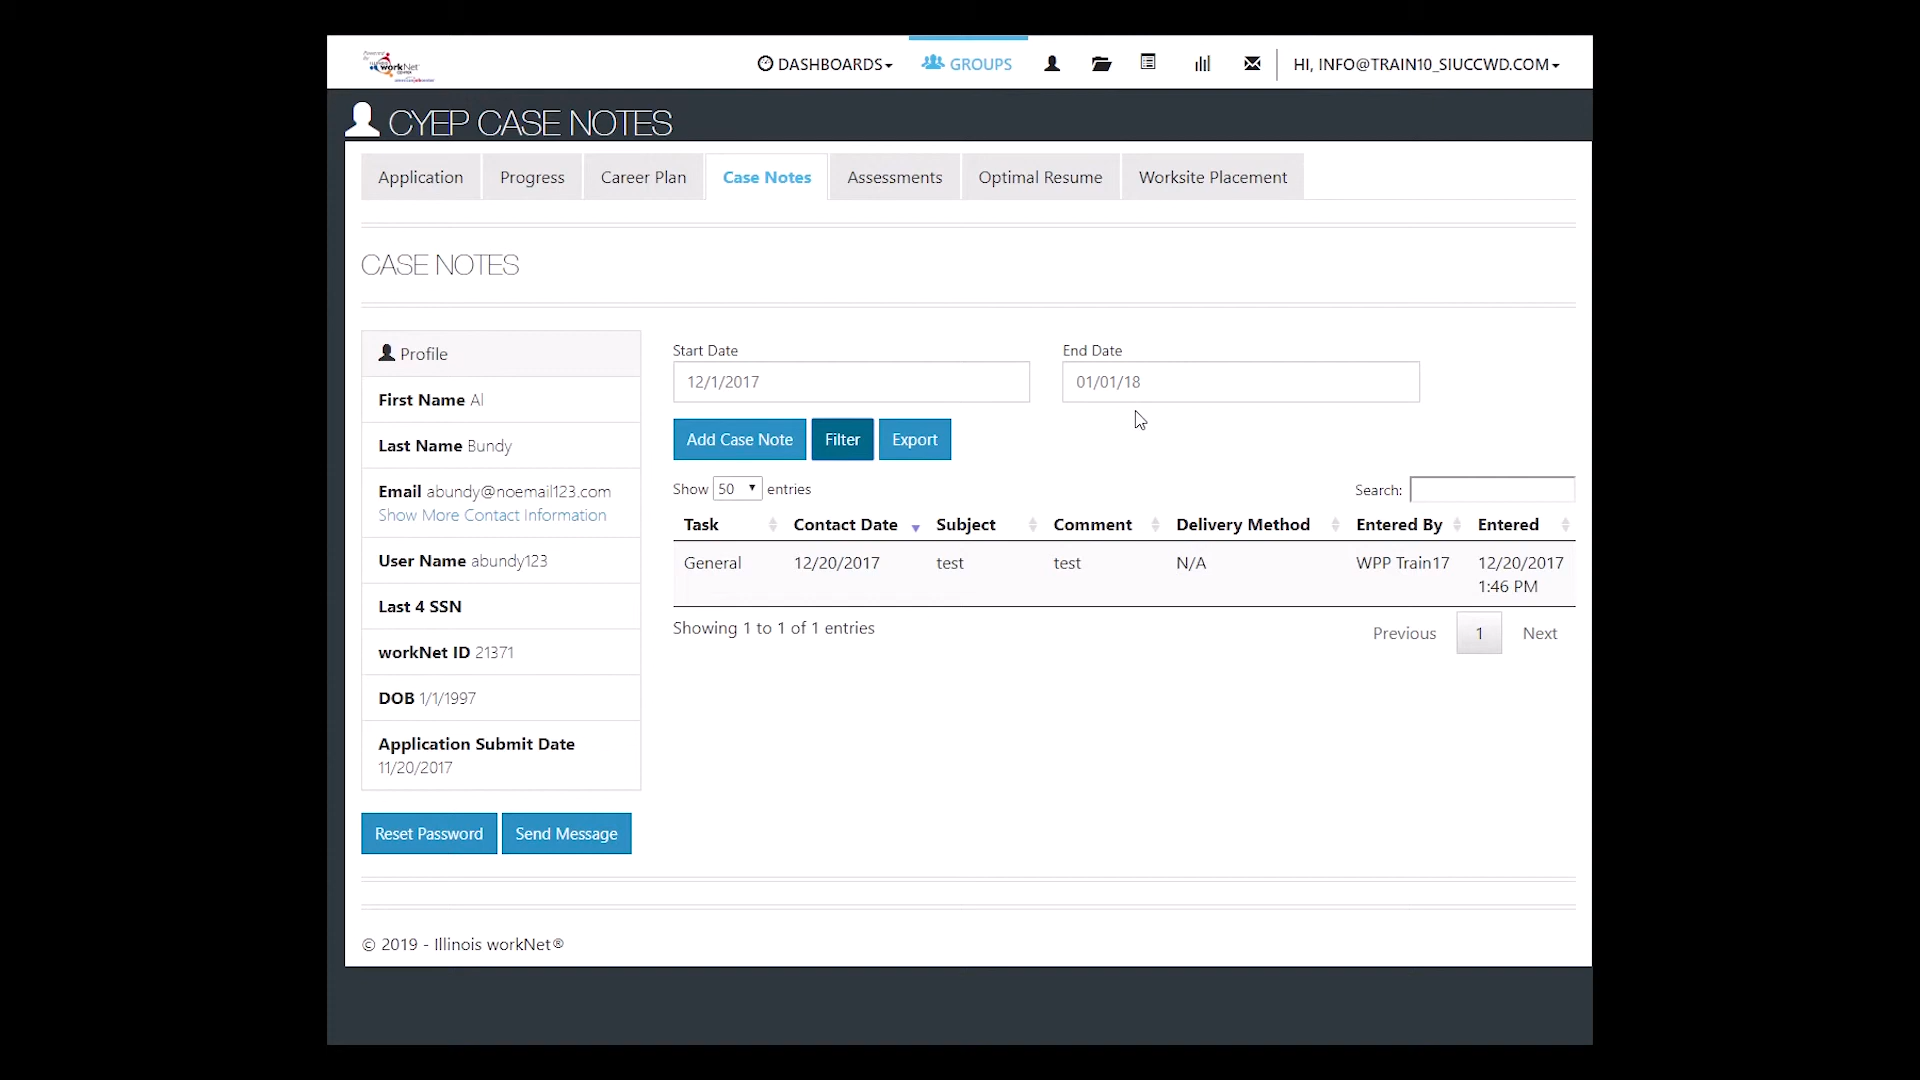 workNet
DASHBOARDS
GROUPS
HI, INFO@TRAIN10_SIUCCWD.COM
CYEP CASE NOTES
Application
Progress
Career Plan
Case Notes
Assessments
Optimal Resume
Worksite Placement
CASE NOTES
Profile
First Name Al
Last Name Bundy
Email abundy@noemail123.com
Show More Contact Information
User Name abundy123
Last 4 SSN
workNet ID 21371
DOB 1/1/1997
Application Submit Date
11/20/2017
Reset Password
Send Message
Start Date
End Date
12/1/2017
01/01/18
Add Case Note
Filter
Export
Show 50 entries
Search:
Task Contact Date Subject Comment Delivery Method Entered By Entered
General 12/20/2017 test test N/A WPP Train17 12/20/2017
1:46 PM
Showing 1 to 1 of 1 entries
Previous 1 Next
© 2019 - Illinois workNet®